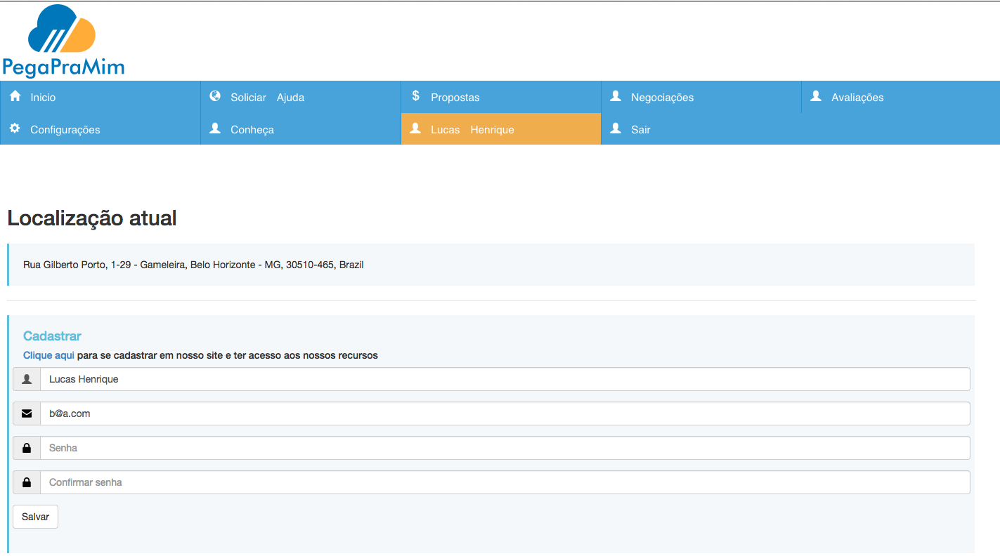 PegaPraMim
Inicio
Soliciar Ajuda
$ Propostas
Negociações
Avaliações
Configurações
Conheça
Lucas Henrique
Sair
Localização atual
Rua Gilberto Porto, 1-29 - Gameleira, Belo Horizonte - MG, 30510-465, Brazil
Cadastrar
Clique aqui para se cadastrar em nosso site e ter acesso aos nossos recursos
Lucas Henrique
b@a.com
Senha
Confirmar senha
Salvar